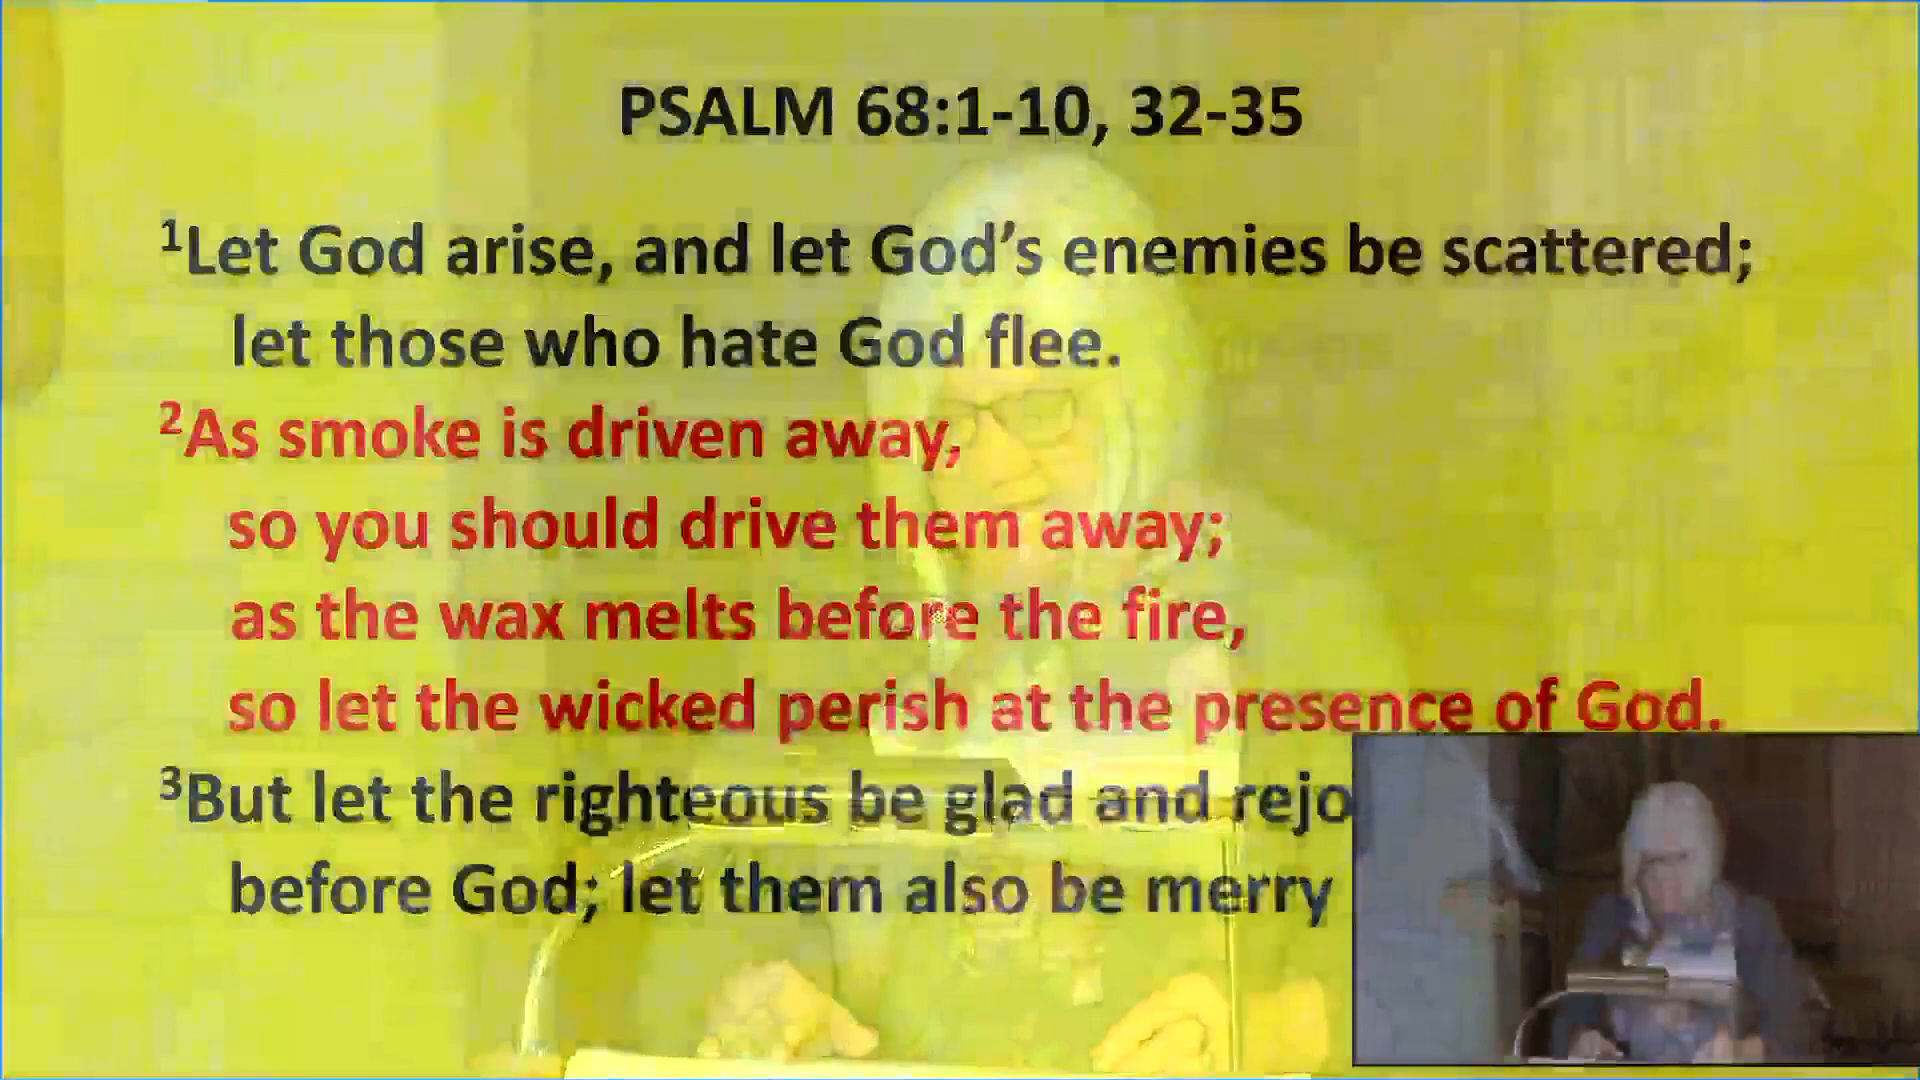 PSALM 68:1-10, 32-35
¹Let God arise, and let God’s enemies be scattered;
let those who hate God flee.
²As smoke is driven away,
so you should drive them away;
as the wax melts before the fire,
so let the wicked perish at the presence of God.
³But let the righteous be glad and rejo
before God; let them also be merry